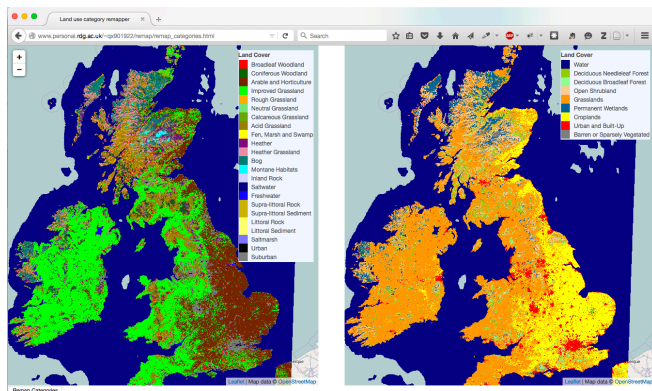 Land use category remapper
www.personal.rdg.ac.uk/~qx901922/remap/remap_categories.html
Search
ABP
+
−
Land Cover
Broadleaf Woodland
Coniferous Woodland
Arable and Horticulture
Improved Grassland
Rough Grassland
Neutral Grassland
Calcareous Grassland
Acid Grassland
Fen, Marsh and Swamp
Heather
Heather Grassland
Bog
Montane Habitats
Inland Rock
Saltwater
Freshwater
Supra-littoral Rock
Supra-littoral Sediment
Littoral Rock
Littoral Sediment
Saltmarsh
Urban
Suburban
Leaflet | Map data © OpenStreetMap
Land Cover
Water
Deciduous Needleleaf Forest
Deciduous Broadleaf Forest
Open Shrubland
Grasslands
Permanent Wetlands
Croplands
Urban and Built-Up
Barren or Sparsely Vegetated
Leaflet | Map data © OpenStreetMap
Remap Categories